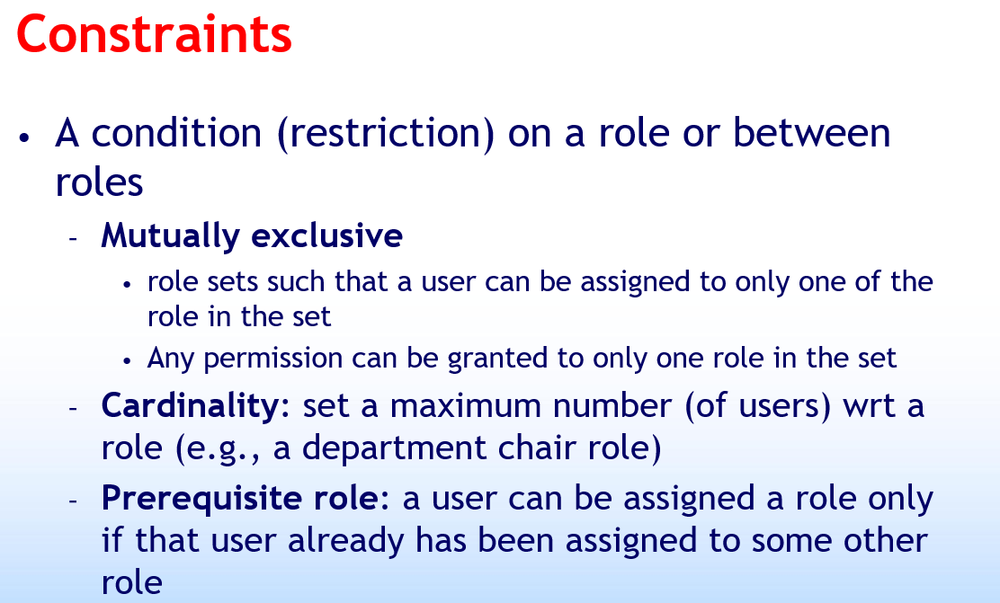 Constraints
• A condition (restriction) on a role or between
roles
– Mutually exclusive
• role sets such that a user can be assigned to only one of the
role in the set
• Any permission can be granted to only one role in the set
– Cardinality: set a maximum number (of users) wrt a
role (e.g., a department chair role)
– Prerequisite role: a user can be assigned a role only
if that user already has been assigned to some other
role